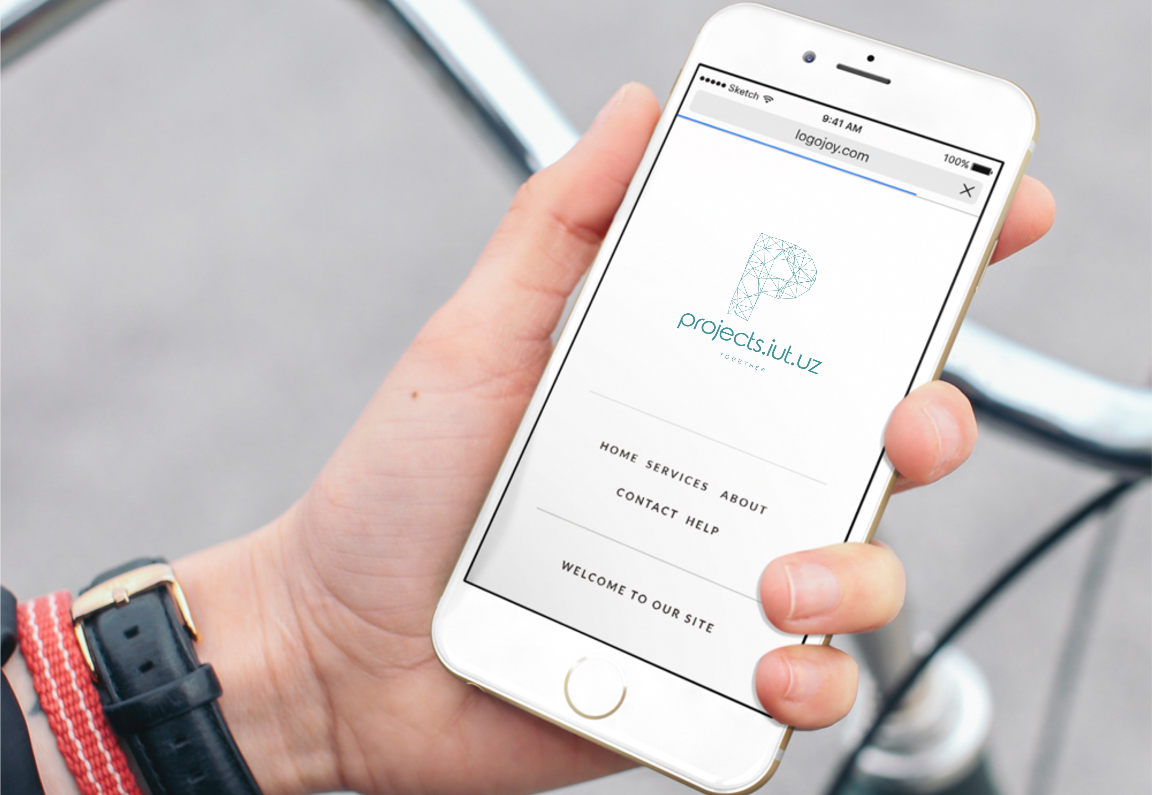 Sketch
9:41 AM
100%
logojoy.com
projects.iut.uz
TOGETHER
HOME SERVICES ABOUT
CONTACT HELP
WELCOME TO OUR SITE